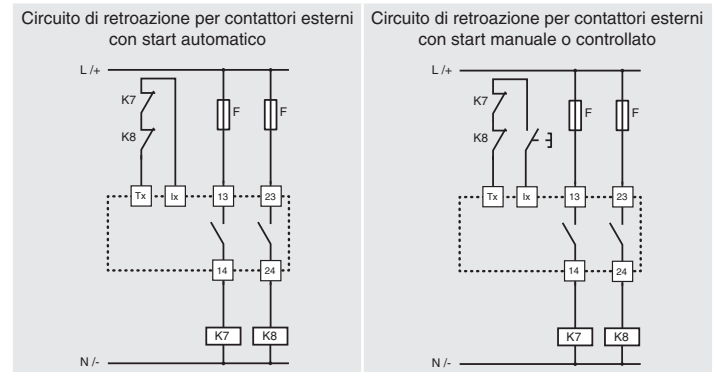 Circuito di retroazione per contattori esterni
con start automatico
L /+
K7
F
F
K8
Tx
Ix
13
23
14
24
K7
K8
N /-
Circuito di retroazione per contattori esterni
con start manuale o controllato
L /+
K7
F
F
K8
Tx
Ix
13
23
14
24
K7
K8
N /-